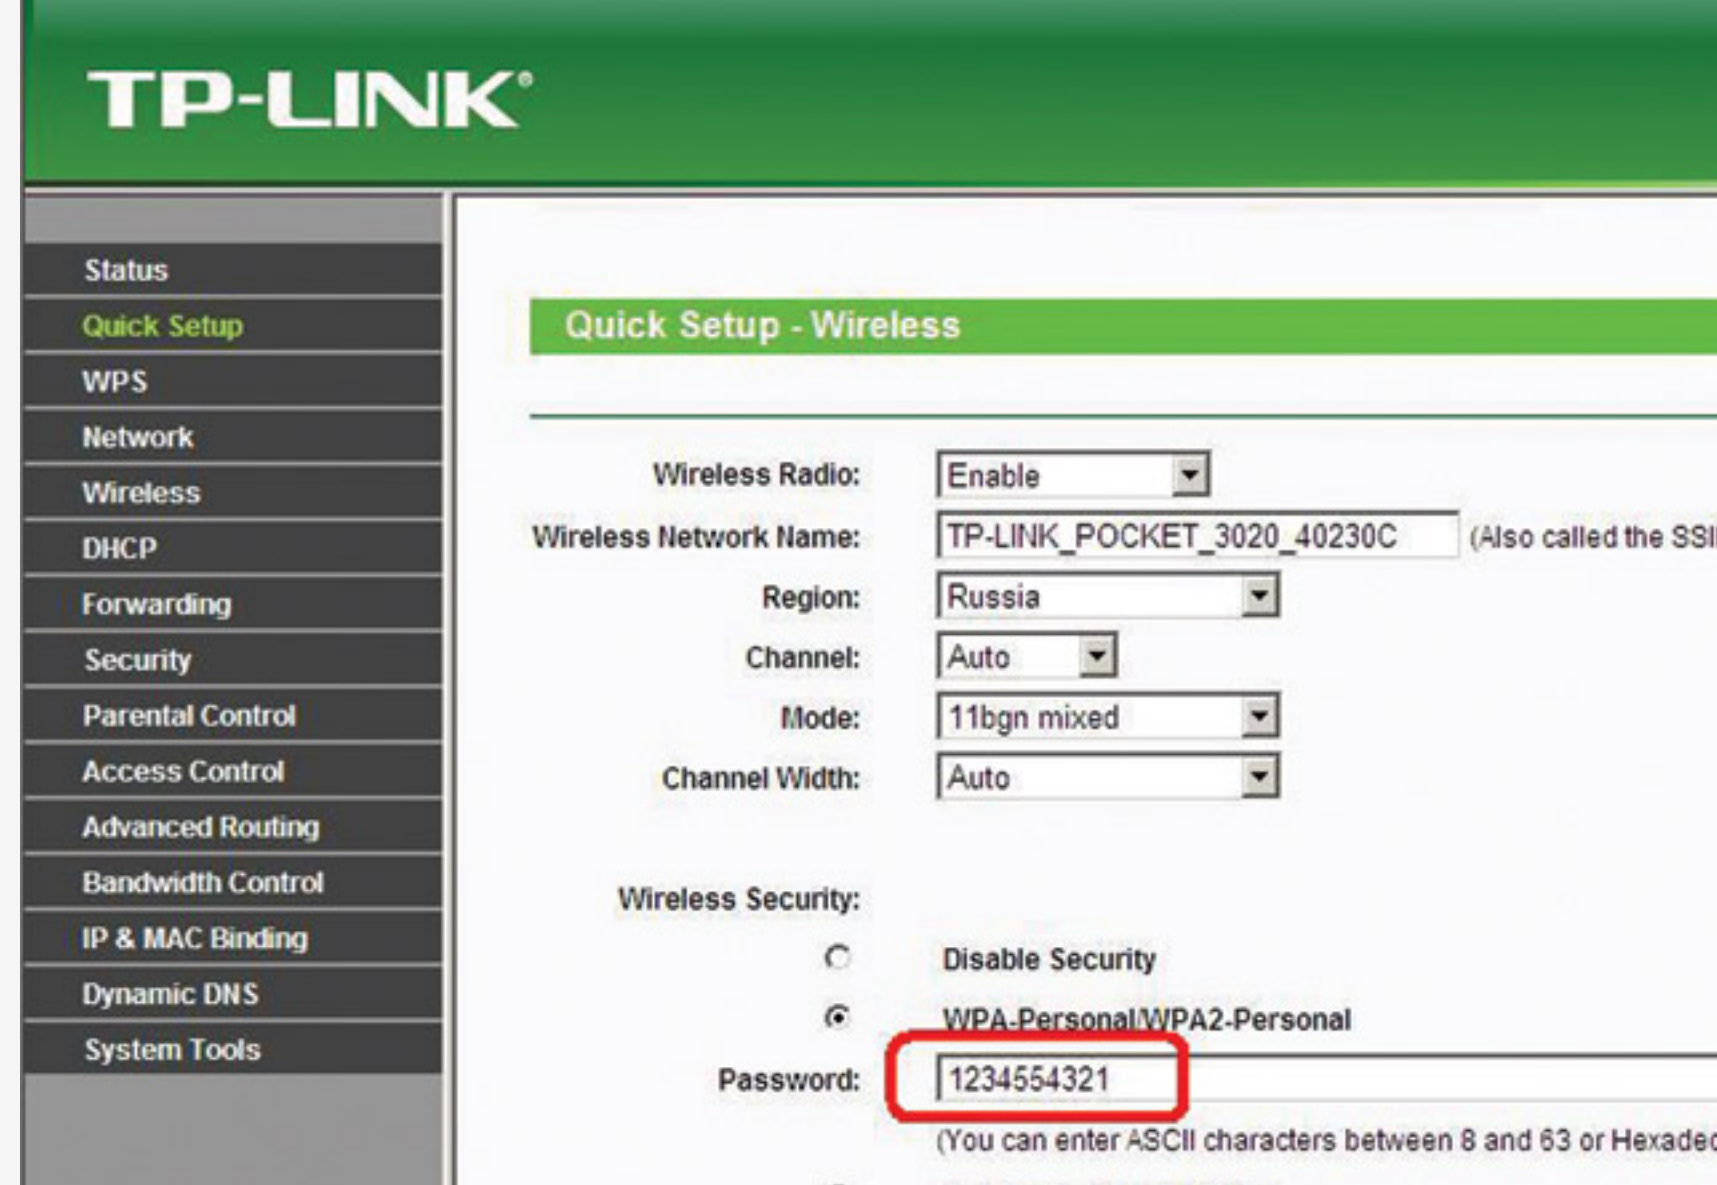 TP-LINK®
Status
Quick Setup
WPS
Network
Wireless
DHCP
Forwarding
Security
Parental Control
Access Control
Advanced Routing
Bandwidth Control
IP & MAC Binding
Dynamic DNS
System Tools
Quick Setup - Wireless
Wireless Radio: Enable
Wireless Network Name: TP-LINK_POCKET_3020_40230C (Also called the
Region: Russia
Channel: Auto
Mode: 11bgn mixed
Channel Width: Auto
Wireless Security:
Disable Security
WPA-Personal/WPA2-Personal
Password: 1234554321
(You can enter ASCII characters between 8 and 63 or